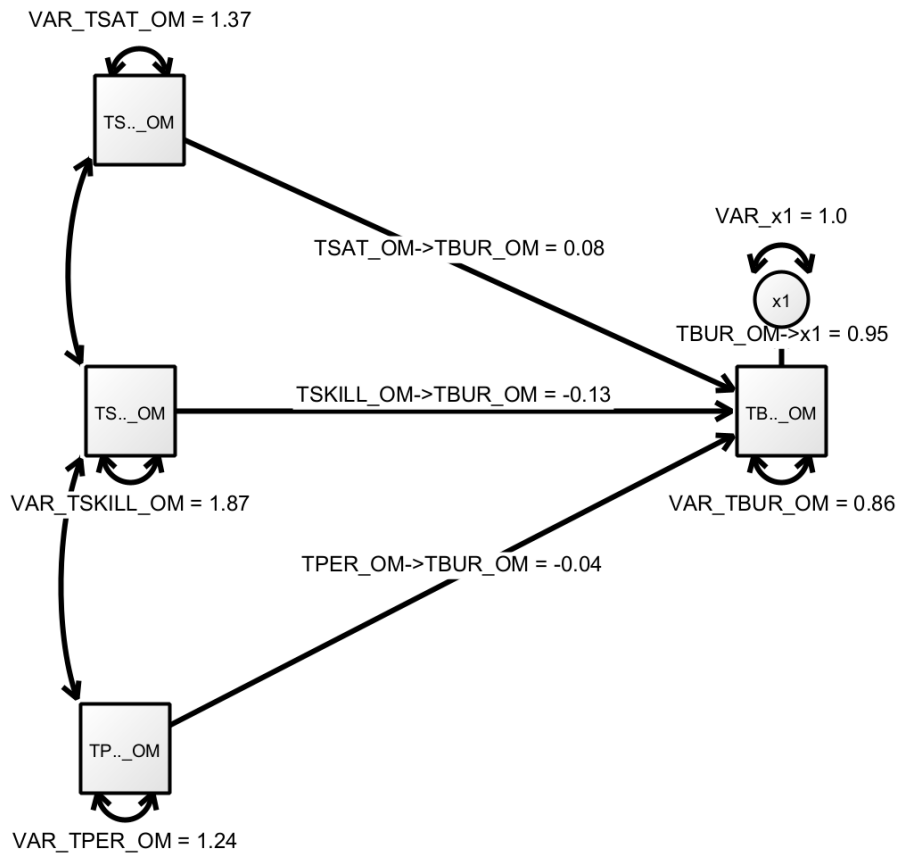 VAR_TSAT_OM = 1.37
TS.._OM
VAR_x1 = 1.0
TSAT_OM->TBUR_OM = 0.08
x1
TBUR_OM->x1 = 0.95
TSKILL_OM->TBUR_OM = -0.13
TS.._OM
TB.._OM
VAR_TSKILL_OM = 1.87
VAR_TBUR_OM = 0.86
TPER_OM->TBUR_OM = -0.04
TP.._OM
VAR_TPER_OM = 1.24